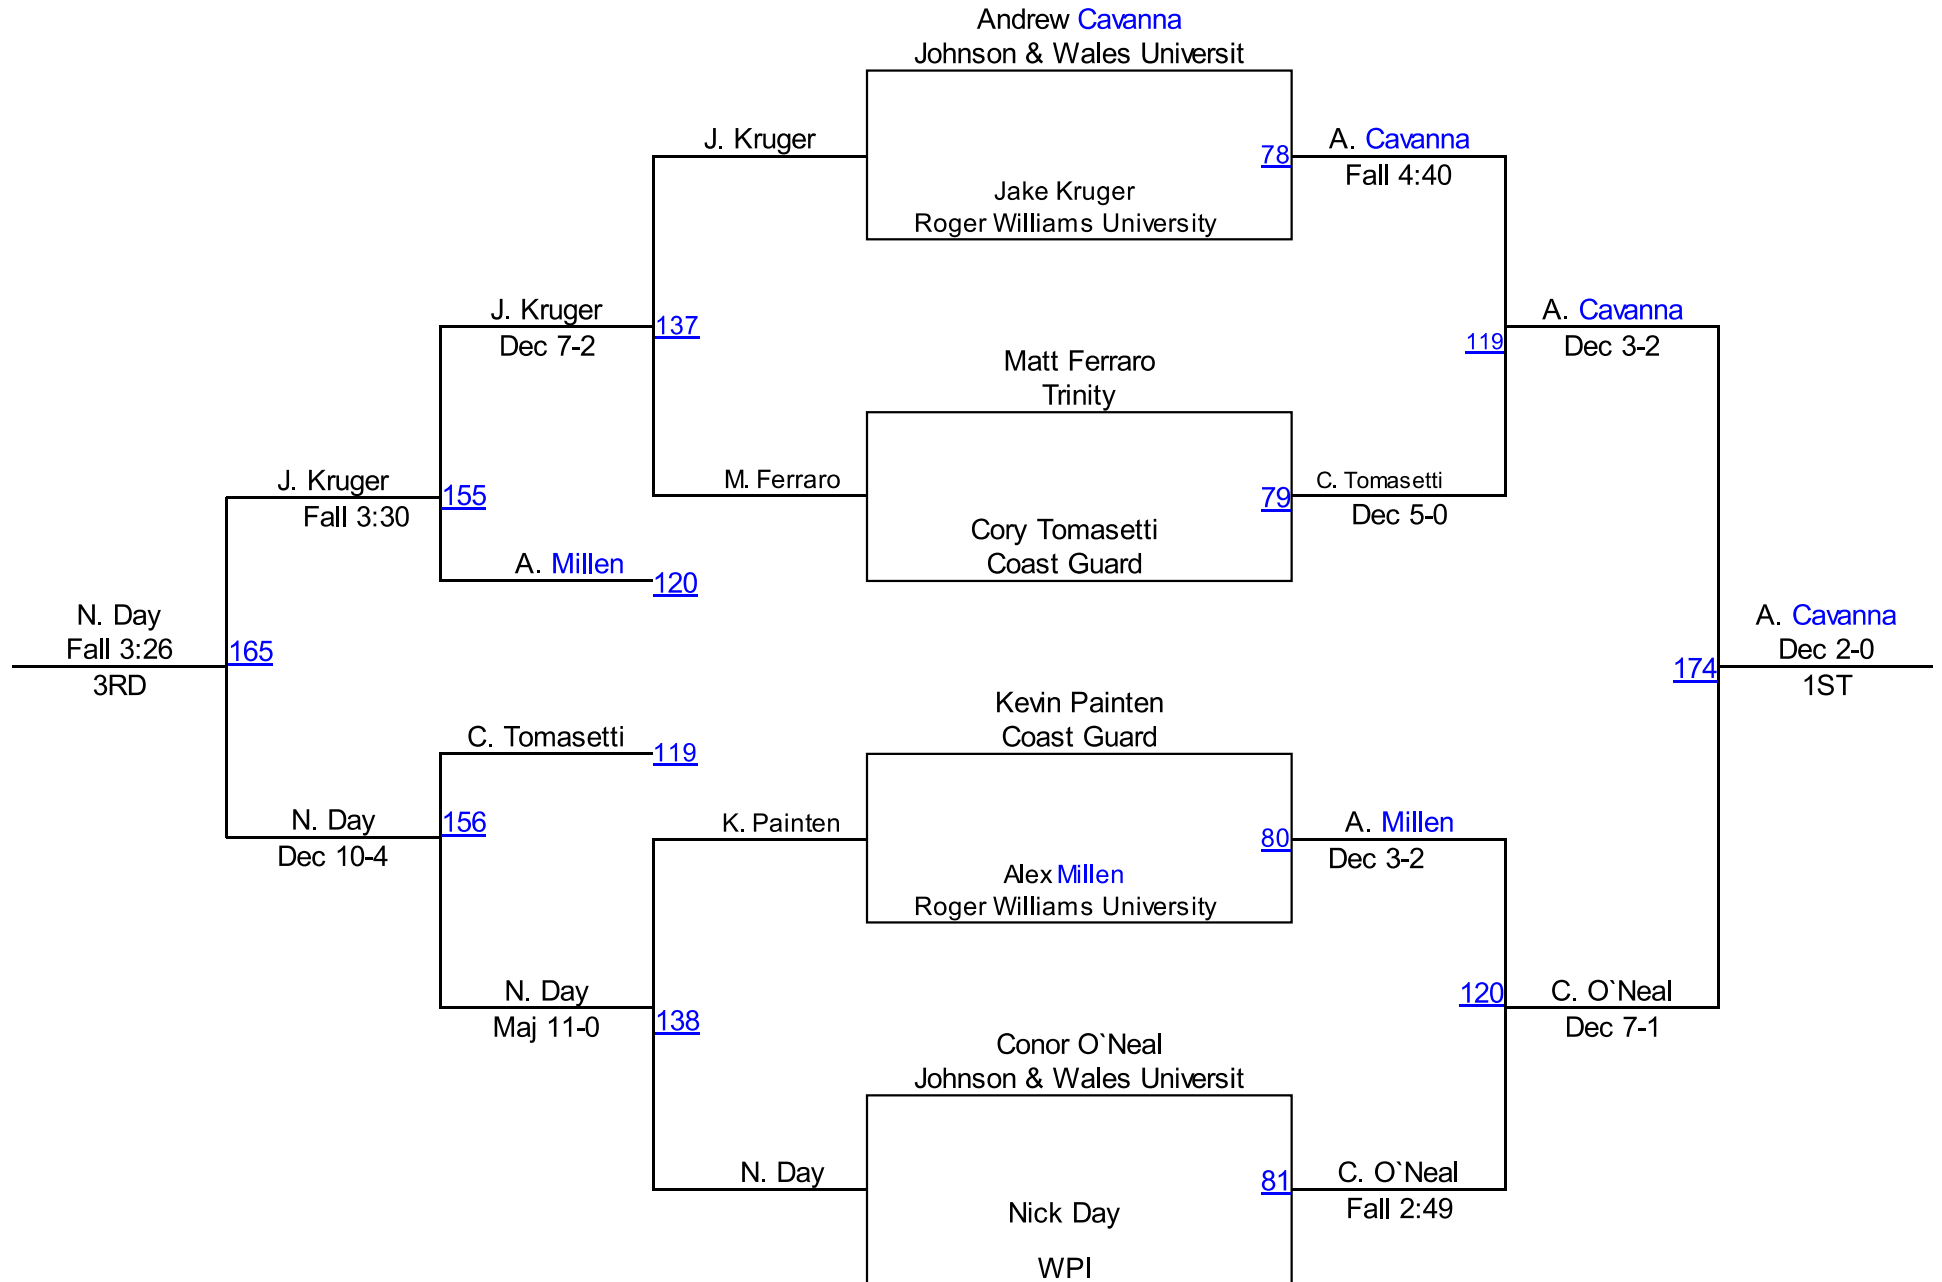 Andrew Cavanna
Johnson & Wales Universit
J. Kruger
78
A. Cavanna
Fall 4:40
Jake Kruger
Roger Williams University
J. Kruger
Dec 7-2
137
A. Cavanna
Dec 3-2
119
Matt Ferraro
Trinity
J. Kruger
Fall 3:30
155
M. Ferraro
79
C. Tomasetti
Dec 5-0
Cory Tomasetti
Coast Guard
A. Millen
120
N. Day
Fall 3:26
3RD
165
A. Cavanna
Dec 2-0
1ST
174
Kevin Painten
Coast Guard
C. Tomasetti
119
N. Day
Dec 10-4
156
K. Painten
80
A. Millen
Dec 3-2
Alex Millen
Roger Williams University
N. Day
Maj 11-0
138
120
C. O`Neal
Dec 7-1
Conor O`Neal
Johnson & Wales Universit
N. Day
81
C. O`Neal
Fall 2:49
Nick Day
WPI